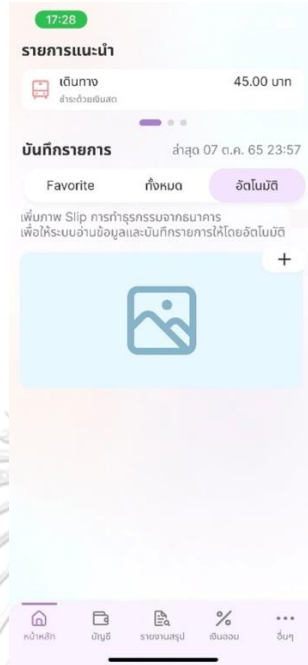 17:28
รายการแนะนำ
เดินทาง 45.00 บาท
ชำระด้วยเงินสด
บันทึกรายการ ล่าสุด 07 ต.ค. 65 23:57
Favorite ทั้งหมด อัตโนมัติ
เพิ่มภาพ Slip การทำธุรกรรมจากธนาคาร
เพื่อให้ระบบอ่านข้อมูลและบันทึกรายการให้โดยอัตโนมัติ
+
หน้าหลัก บัญชี รายงานสรุป เงินออม อื่นๆ